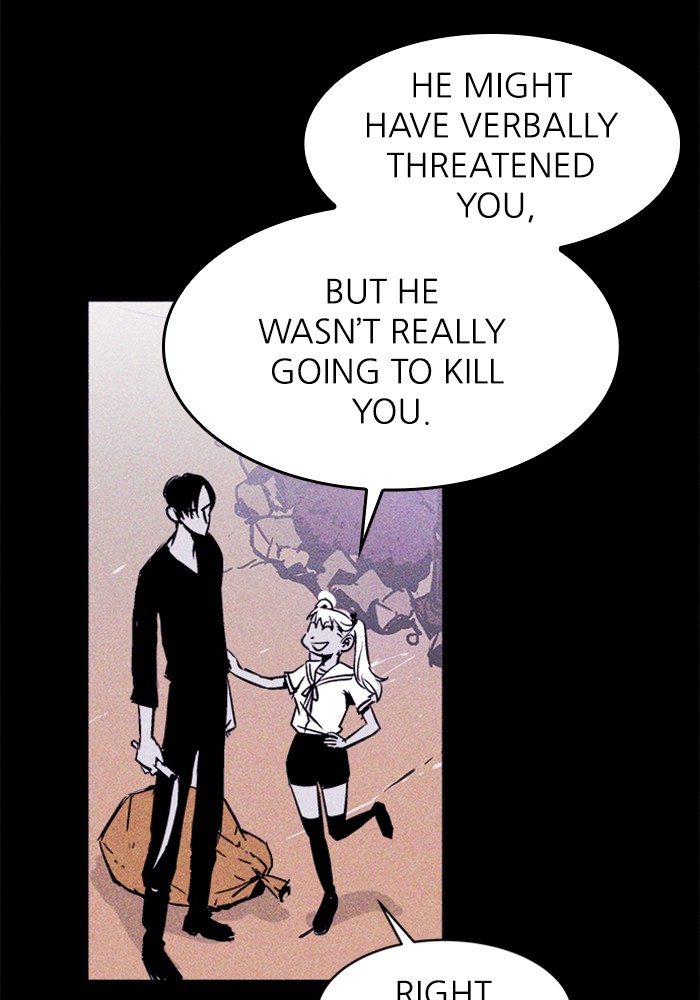 HE MIGHT
HAVE VERBALLY
THREATENED
YOU,
BUT HE
WASN'T REALLY
GOING TO KILL
YOU.
RIGHT